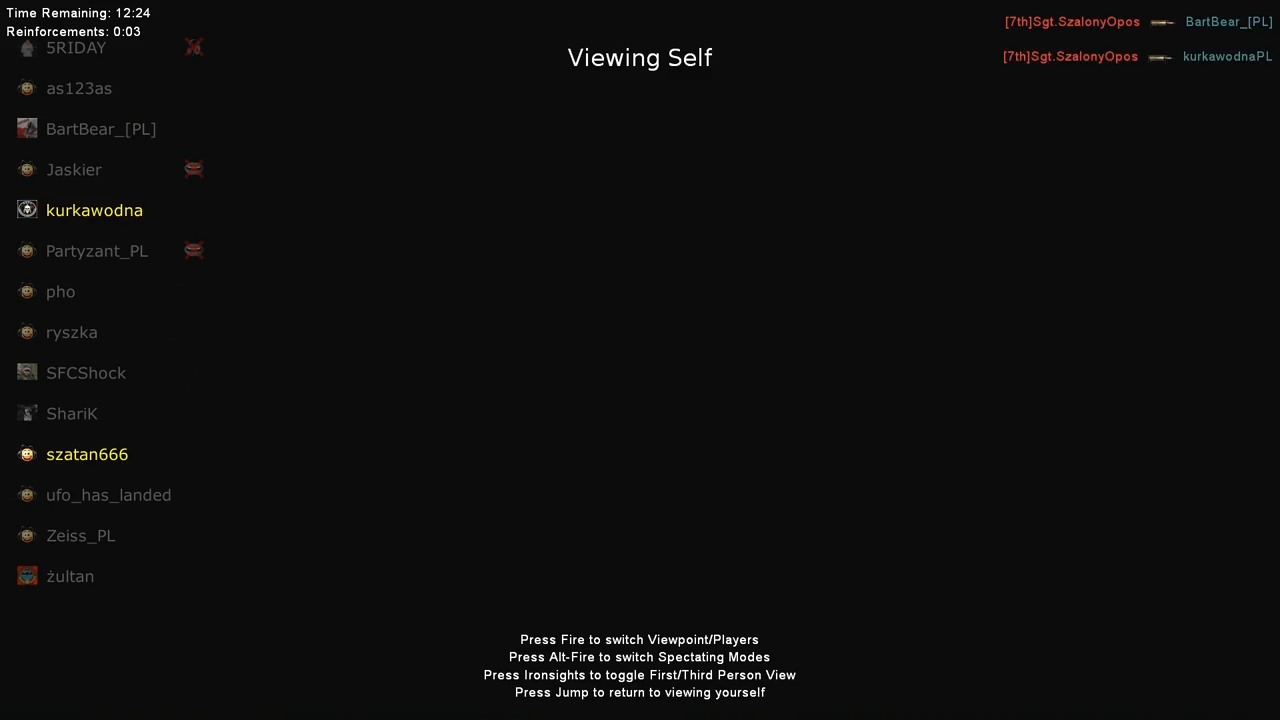 Time Remaining: 12:24
Reinforcements: 0:03
5RIDAY
as123as
BartBear_[PL]
Jaskier
kurkawodna
Partyzant_PL
pho
ryszka
SFCShock
ShariK
szatan666
ufo_has_landed
Zeiss_PL
żultan
Viewing Self
[7th]Sgt.SzalonyOpos BartBear_[PL]
[7th]Sgt.SzalonyOpos kurkawodnaPL
Press Fire to switch Viewpoint/Players
Press Alt-Fire to switch Spectating Modes
Press Ironsights to toggle First/Third Person View
Press Jump to return to viewing yourself